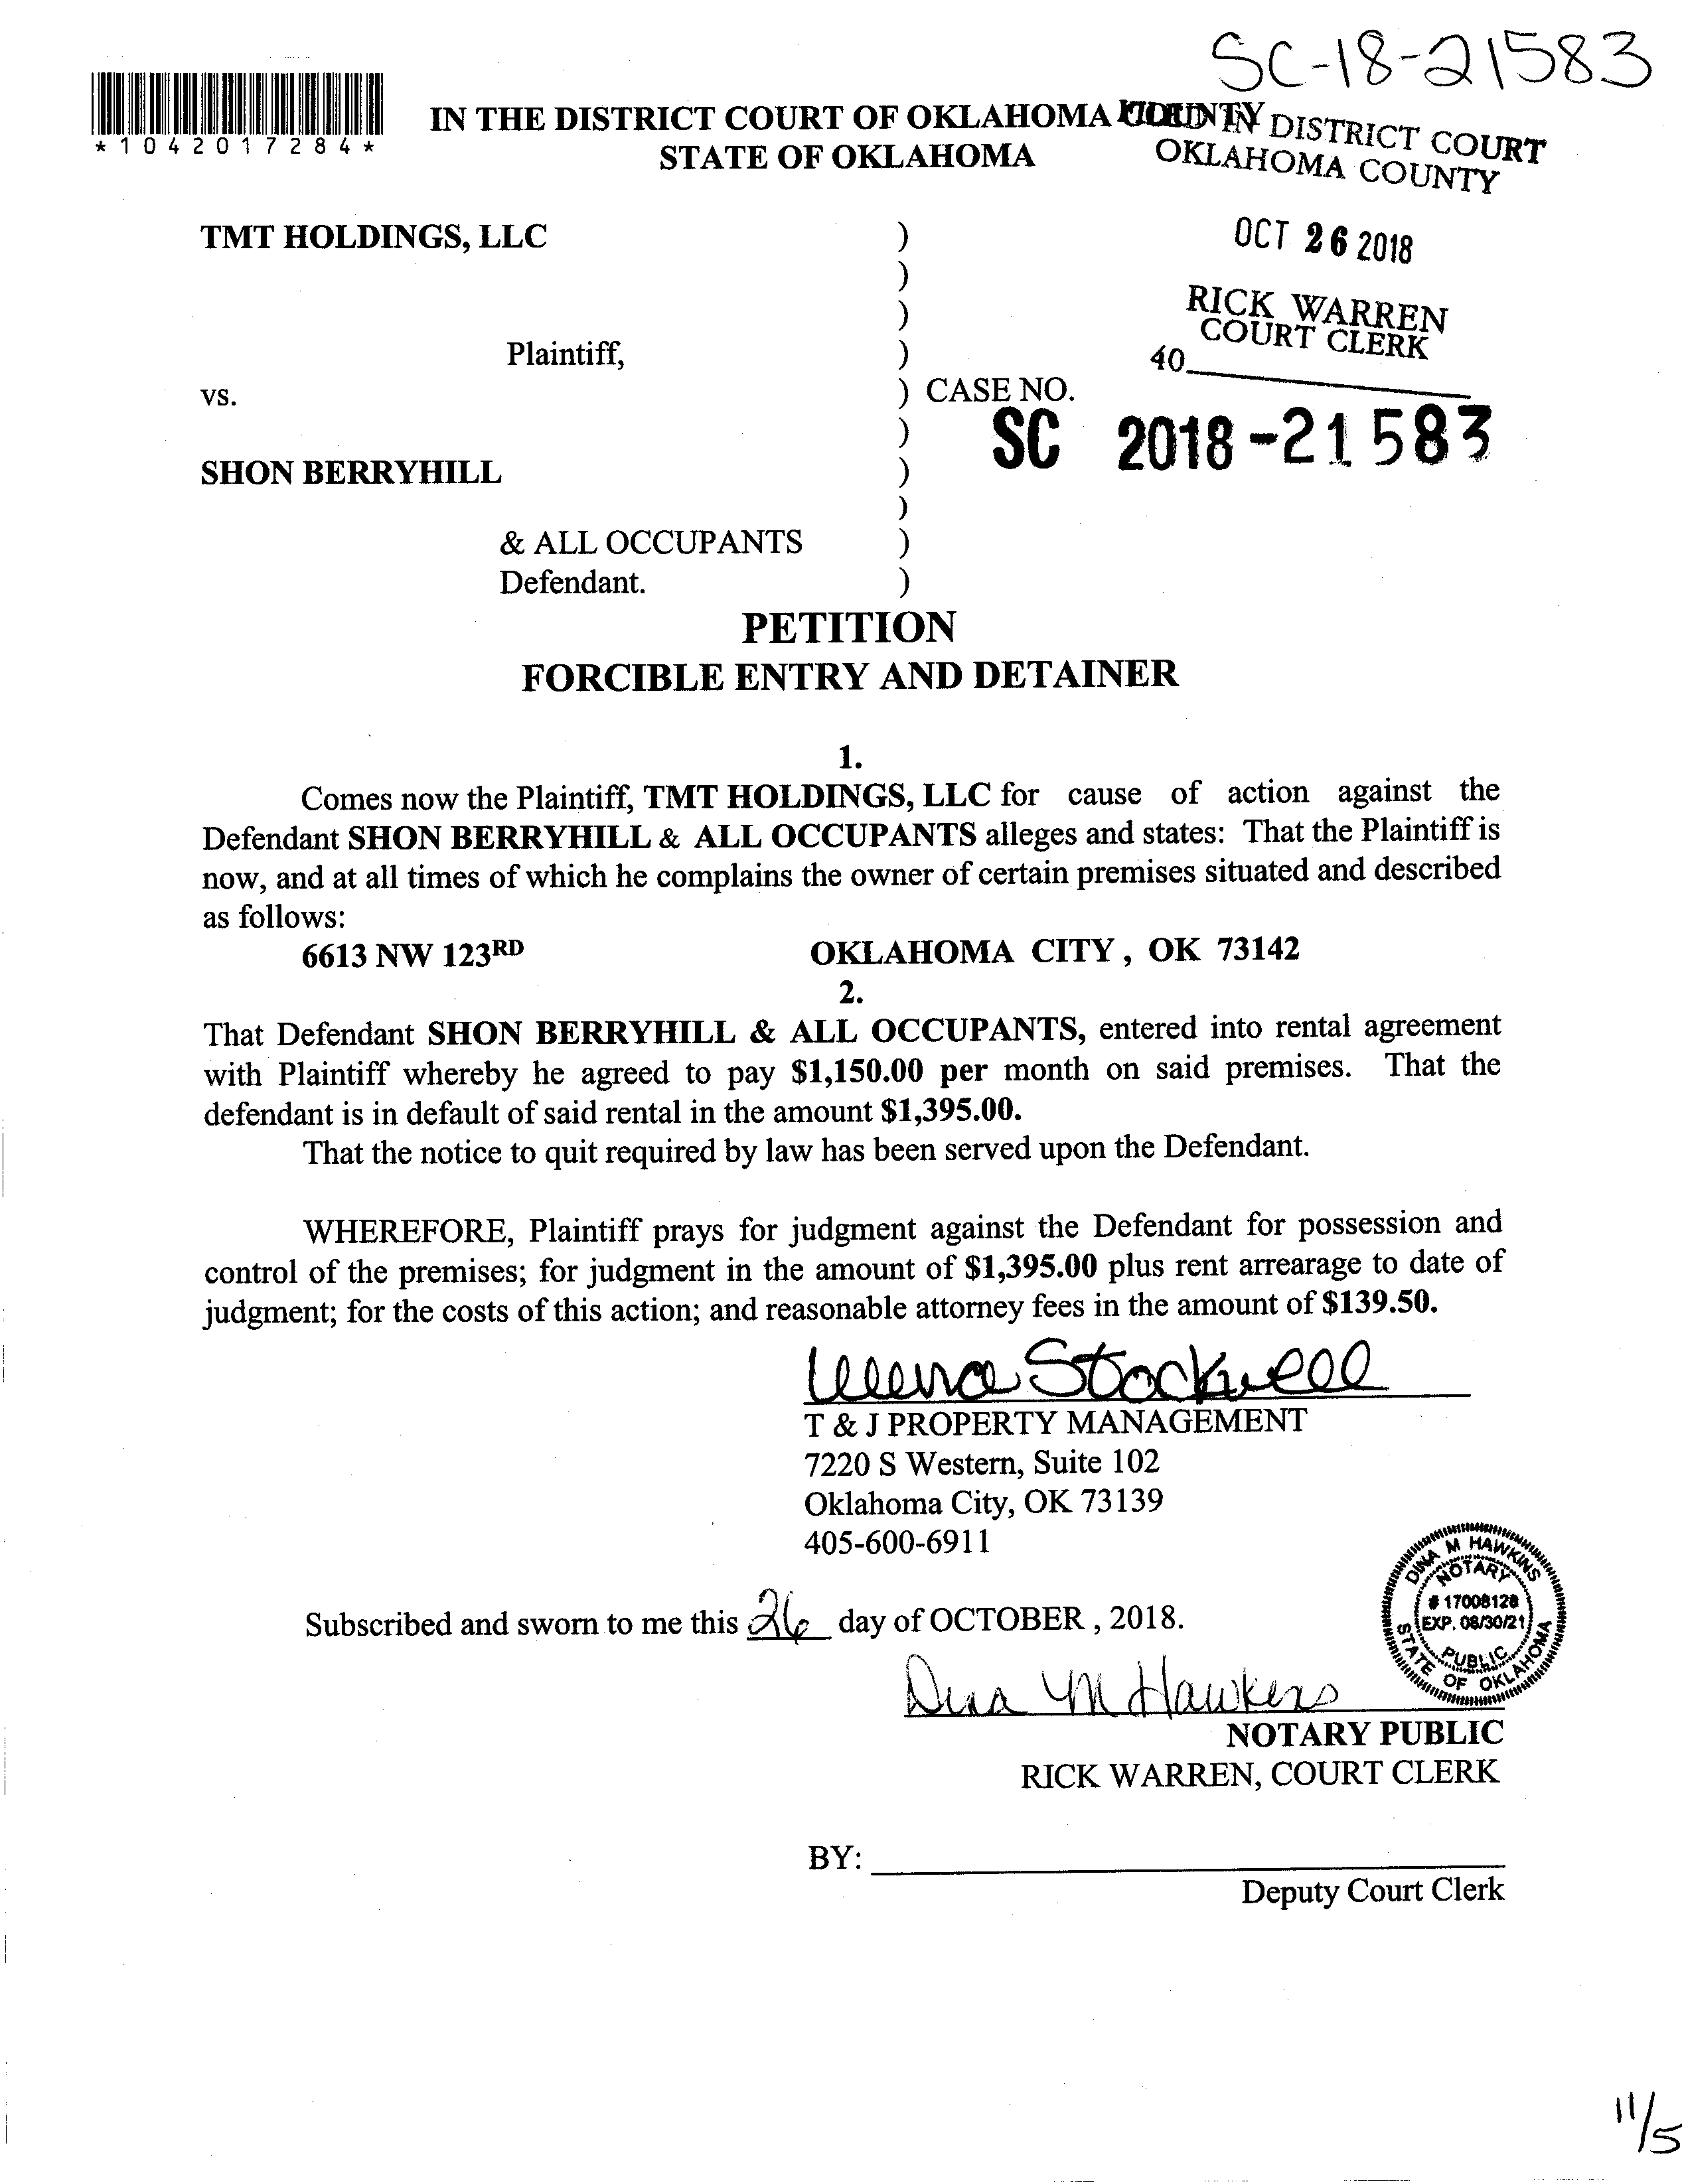 SC-18-21583
*1042017284*
IN THE DISTRICT COURT OF OKLAHOMA COUNTY
STATE OF OKLAHOMA
FILED IN DISTRICT COURT
OKLAHOMA COUNTY
OCT 26 2018
RICK WARREN
COURT CLERK
40
TMT HOLDINGS, LLC )
)
)
Plaintiff, )
vs. ) CASE NO.
) SC 2018-21583
SHON BERRYHILL )
)
& ALL OCCUPANTS )
Defendant. )
PETITION
FORCIBLE ENTRY AND DETAINER
1.
Comes now the Plaintiff, TMT HOLDINGS, LLC for cause of action against the
Defendant SHON BERRYHILL & ALL OCCUPANTS alleges and states: That the Plaintiff is
now, and at all times of which he complains the owner of certain premises situated and described
as follows:
6613 NW 123RD OKLAHOMA CITY , OK 73142
2.
That Defendant SHON BERRYHILL & ALL OCCUPANTS, entered into rental agreement
with Plaintiff whereby he agreed to pay $1,150.00 per month on said premises. That the
defendant is in default of said rental in the amount $1,395.00.
That the notice to quit required by law has been served upon the Defendant.
WHEREFORE, Plaintiff prays for judgment against the Defendant for possession and
control of the premises; for judgment in the amount of $1,395.00 plus rent arrearage to date of
judgment; for the costs of this action; and reasonable attorney fees in the amount of $139.50.
Stockwell
T & J PROPERTY MANAGEMENT
7220 S Western, Suite 102
Oklahoma City, OK 73139
405-600-6911
DINA M HAWKINS
NOTARY
# 17008128
EXP. 08/30/21
PUBLIC
STATE OF OKLAHOMA
Subscribed and sworn to me this 26 day of OCTOBER , 2018.
Dina M Hawkins
NOTARY PUBLIC
RICK WARREN, COURT CLERK
BY:
Deputy Court Clerk
11/5